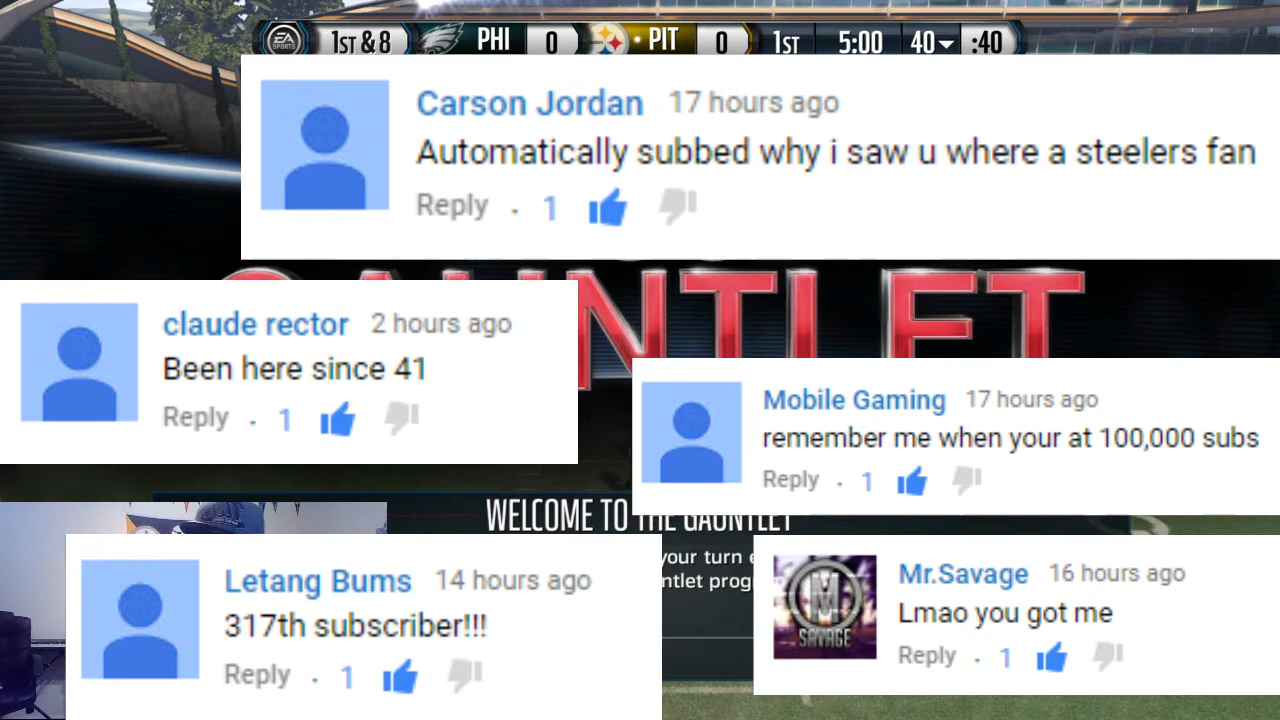 EA SPORTS 1ST & 8 PHI 0 PIT 0 1ST 5:00 40 :40
Carson Jordan 17 hours ago
Automatically subbed why i saw u where a steelers fan
Reply . 1
GAUNTLET
claude rector 2 hours ago
Been here since 41
Reply . 1
Mobile Gaming 17 hours ago
remember me when your at 100,000 subs
Reply . 1
WELCOME TO THE GAUNTLET
your turn
Letang Bums 14 hours ago
317th subscriber!!!
Reply . 1
Mr.Savage 16 hours ago
Lmao you got me
Reply . 1
SAVAGE